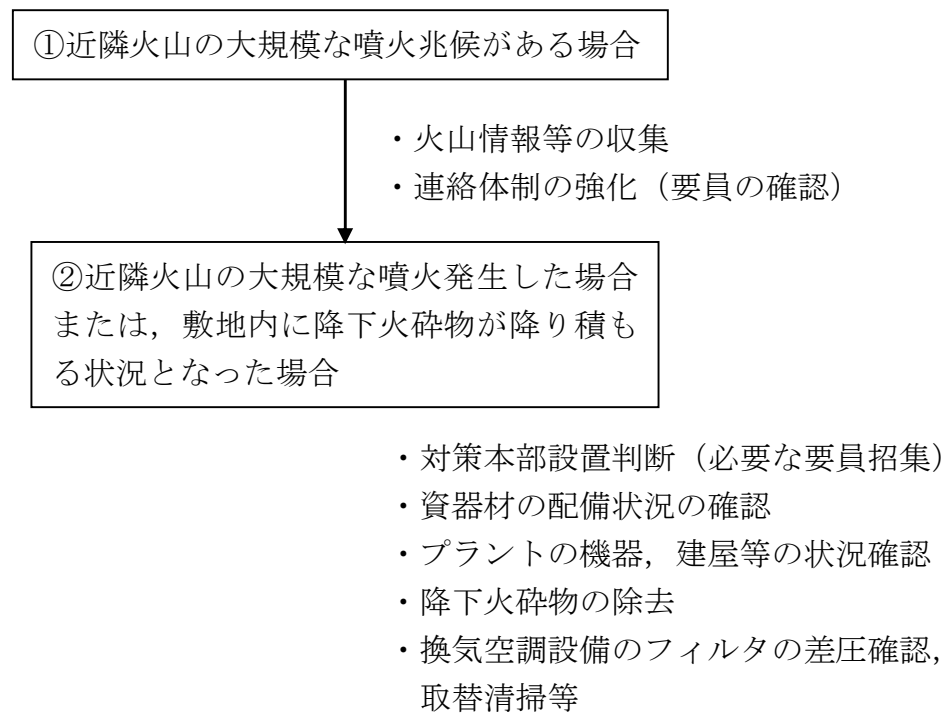 ①近隣火山の大規模な噴火兆候がある場合
・火山情報等の収集
・連絡体制の強化（要員の確認）
②近隣火山の大規模な噴火発生した場合
または，敷地内に降下火砕物が降り積も
る状況となった場合
・対策本部設置判断（必要な要員招集）
・資器材の配備状況の確認
・プラントの機器，建屋等の状況確認
・降下火砕物の除去
・換気空調設備のフィルタの差圧確認，
取替清掃等